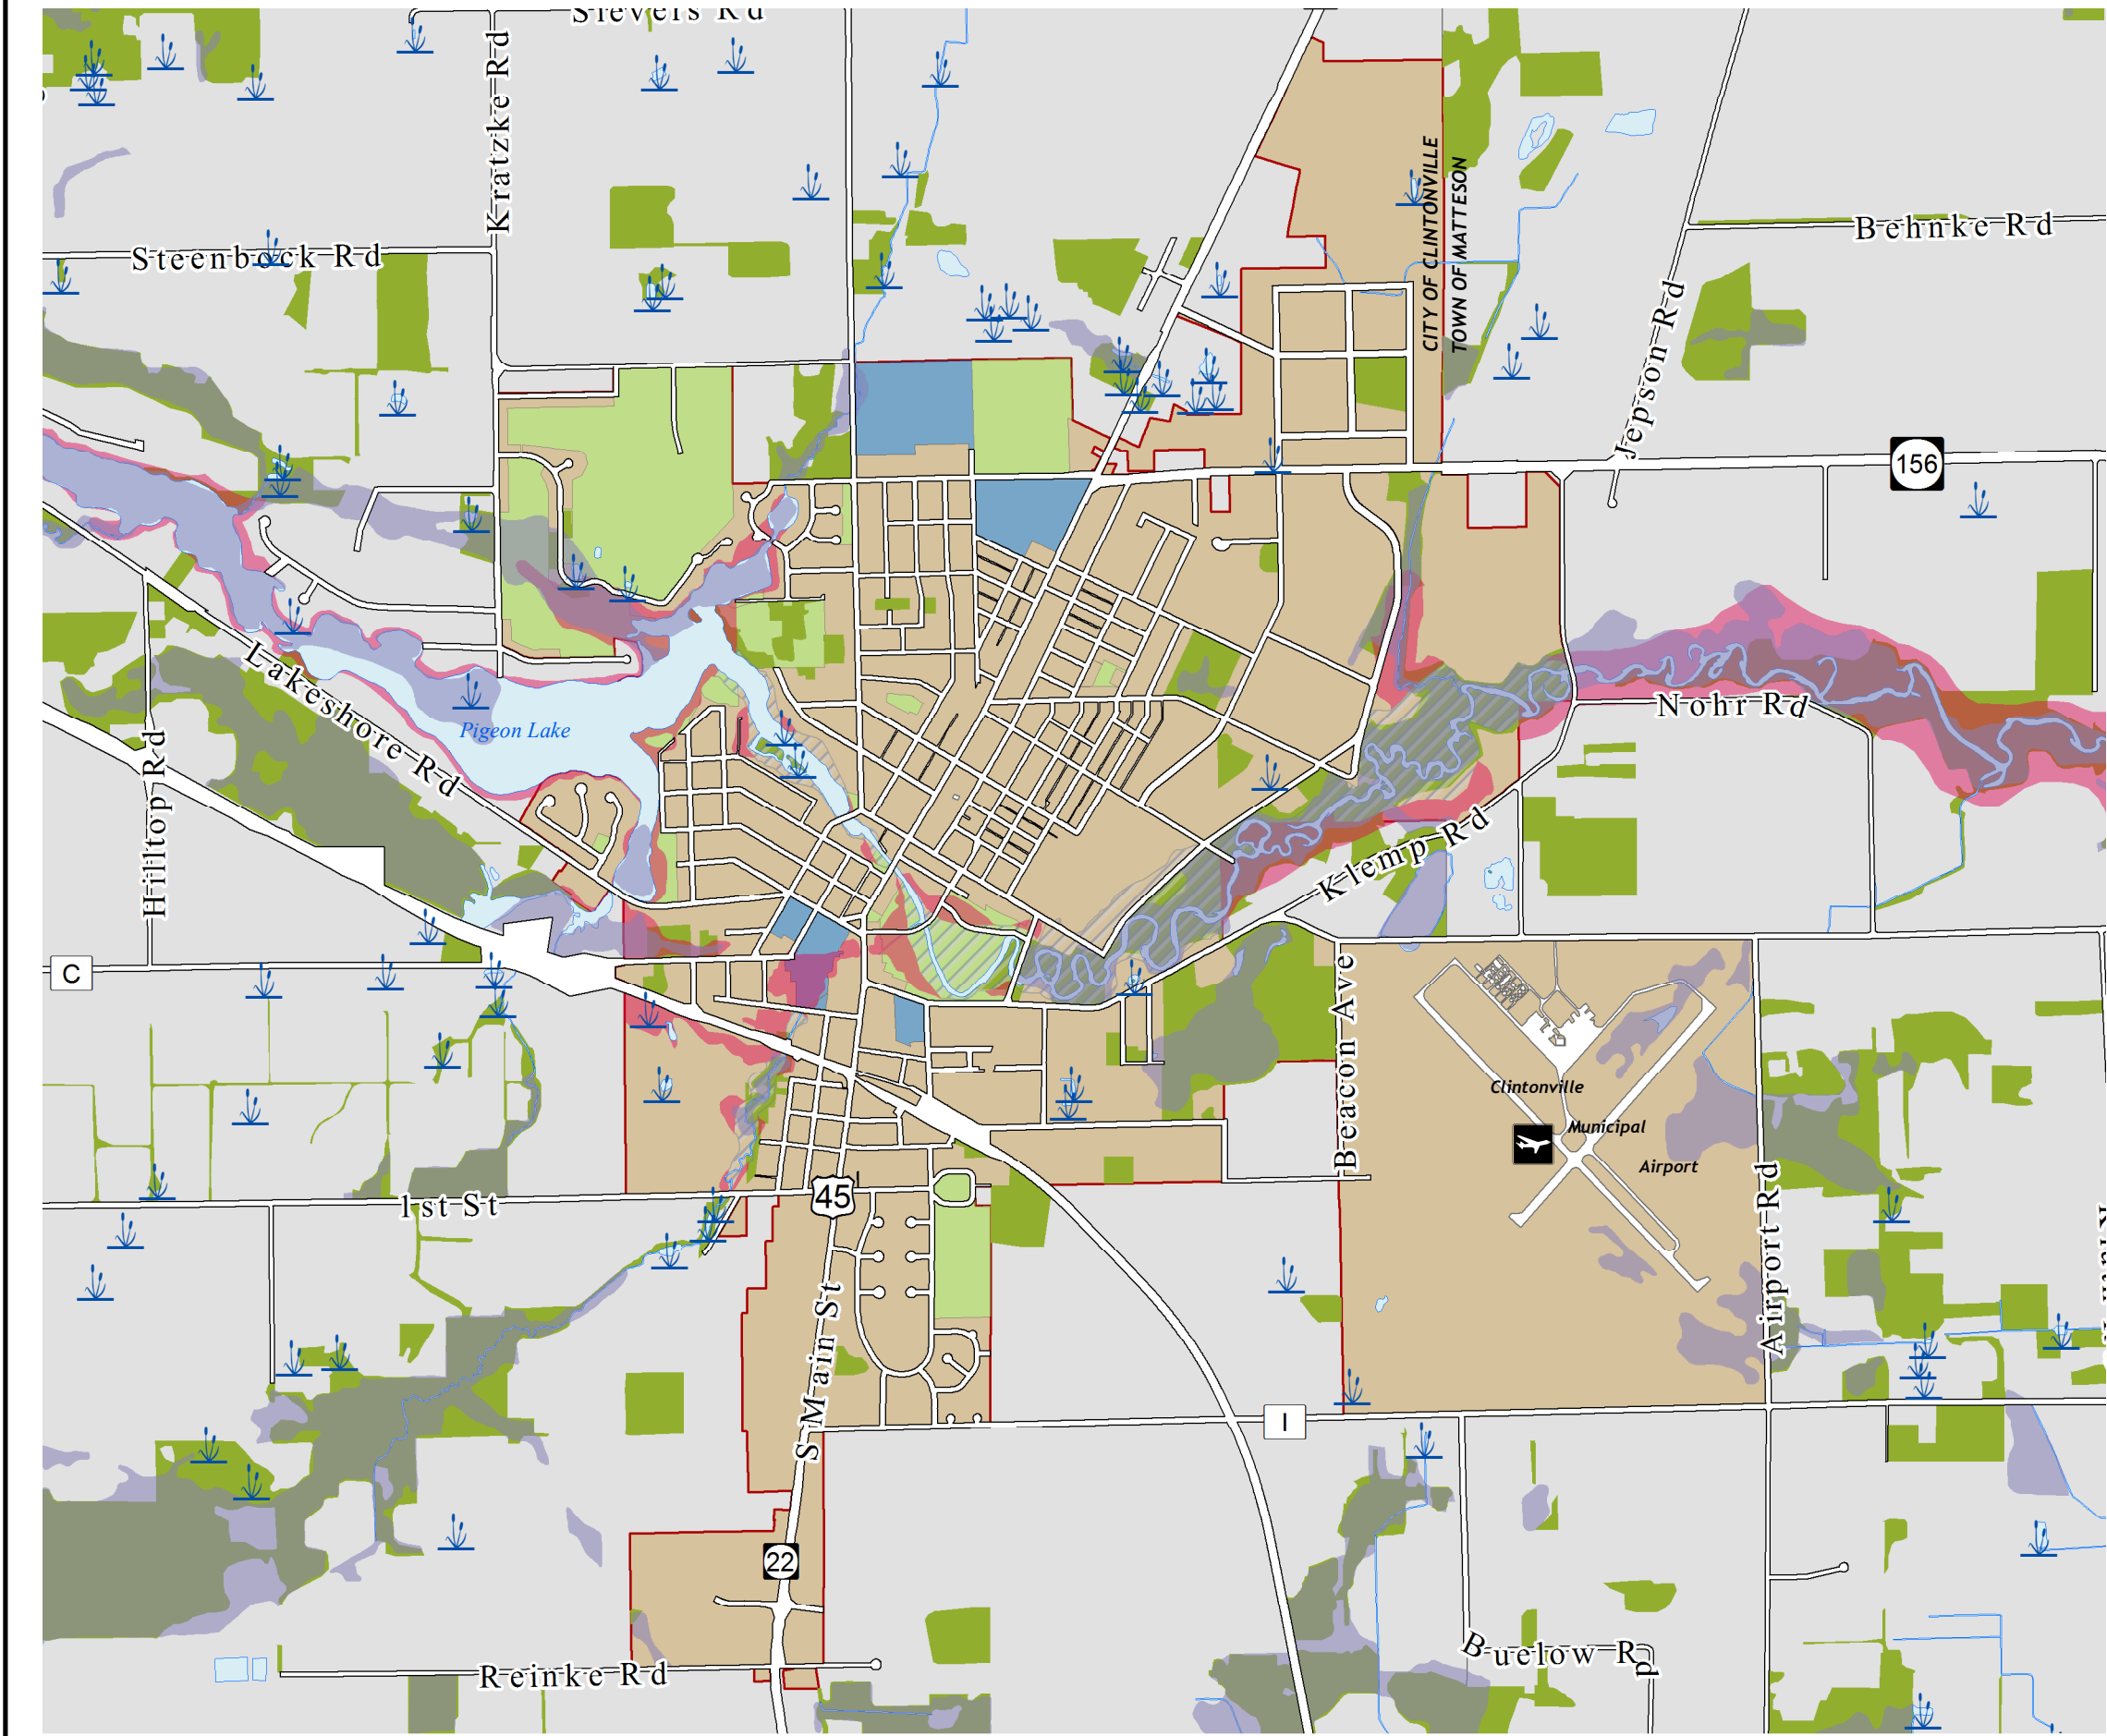 Sievers Rd
Kratzke Rd
Steenbock Rd
CITY OF CLINTONVILLE
TOWN OF MATTESON
Behnke Rd
Jepson Rd
156
Pigeon Lake
Lakeshore Rd
Hilltop Rd
Nohr Rd
Klemp Rd
C
Beacon Ave
Clintonville
Municipal
Airport
Airport Rd
1st St
45
S Main St
I
22
Reinke Rd
Buelow Rd